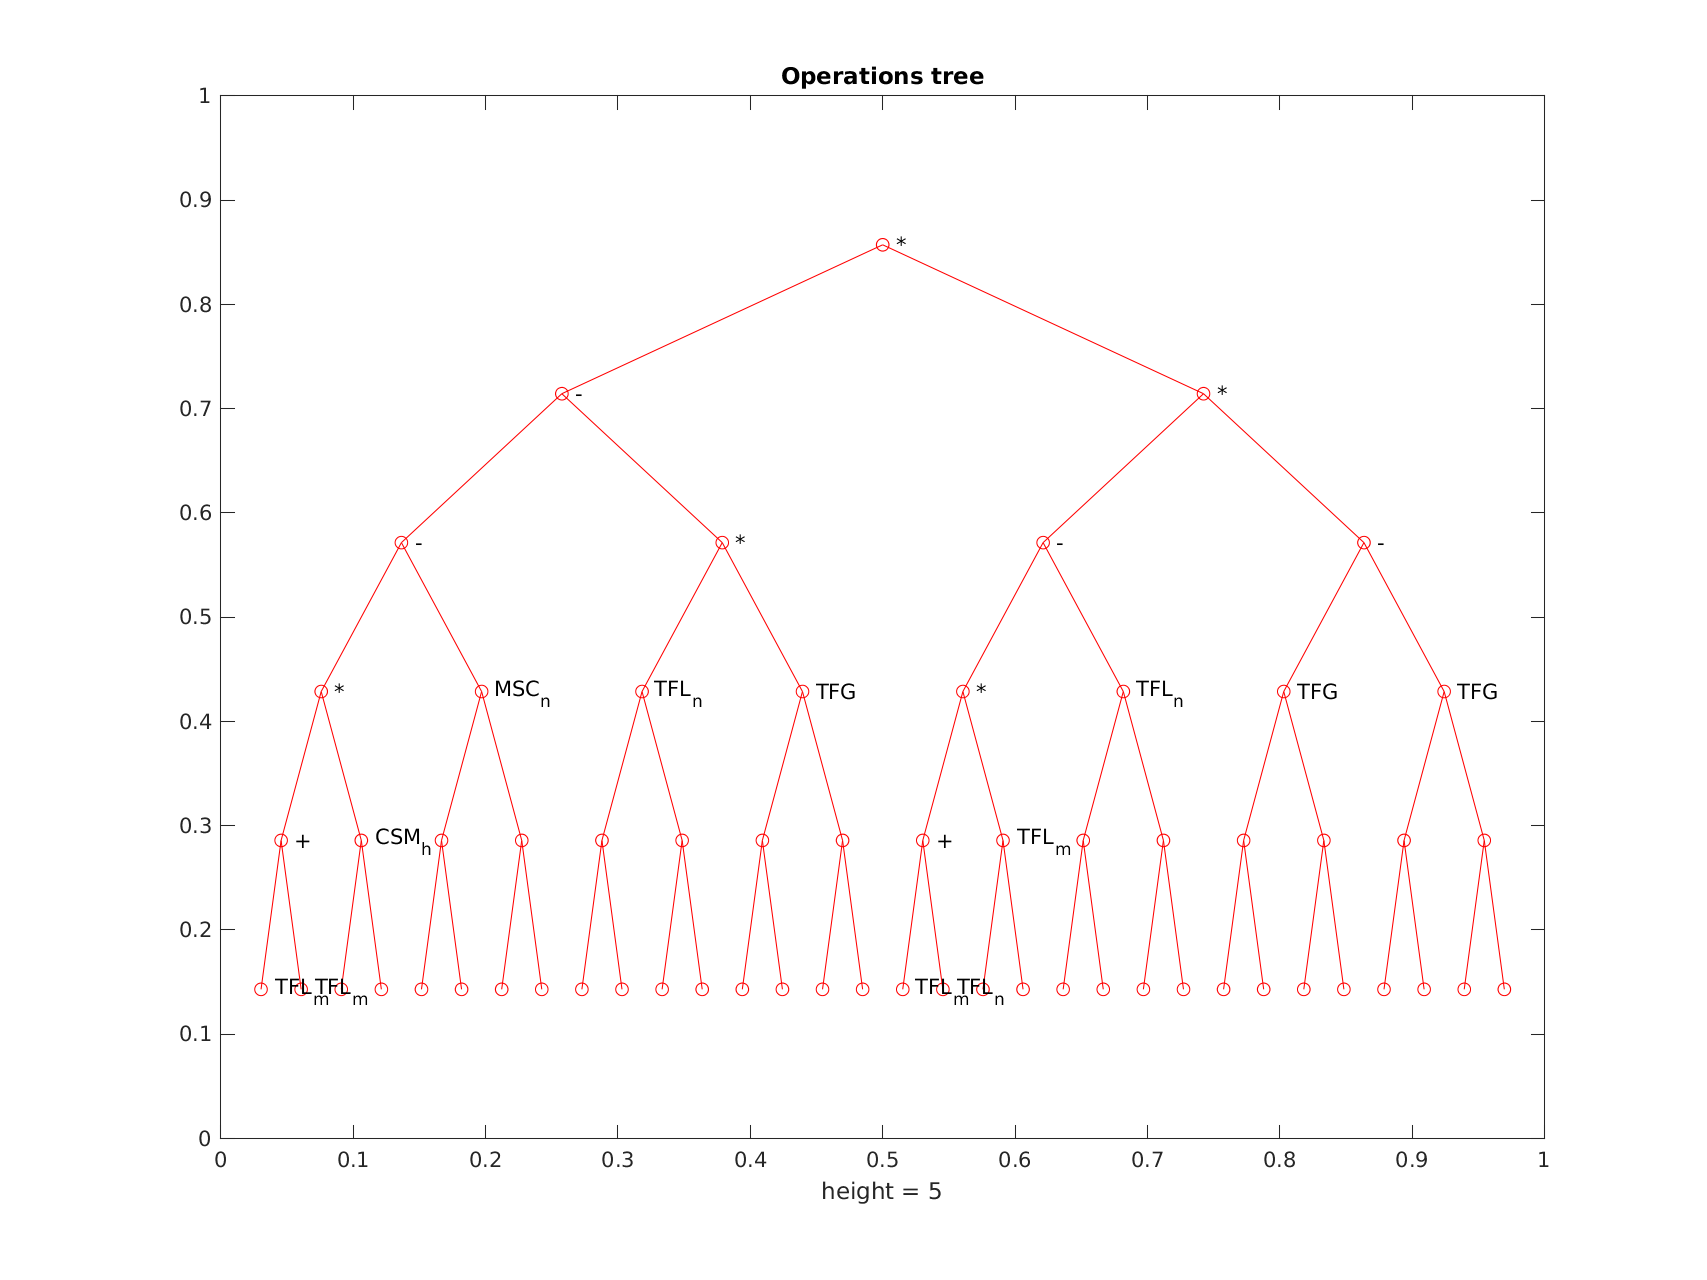 Operations tree
1
0.9
*
0.8
- *
0.7
0.6
- * - -
0.5
* MSC_n TFL_n TFG * TFL_n TFG TFG
0.4
0.3
+ CSM_h + TFL_m
0.2
TFL_m TFL_m TFL_m TFL_n
0.1
0
0 0.1 0.2 0.3 0.4 0.5 0.6 0.7 0.8 0.9 1
height = 5